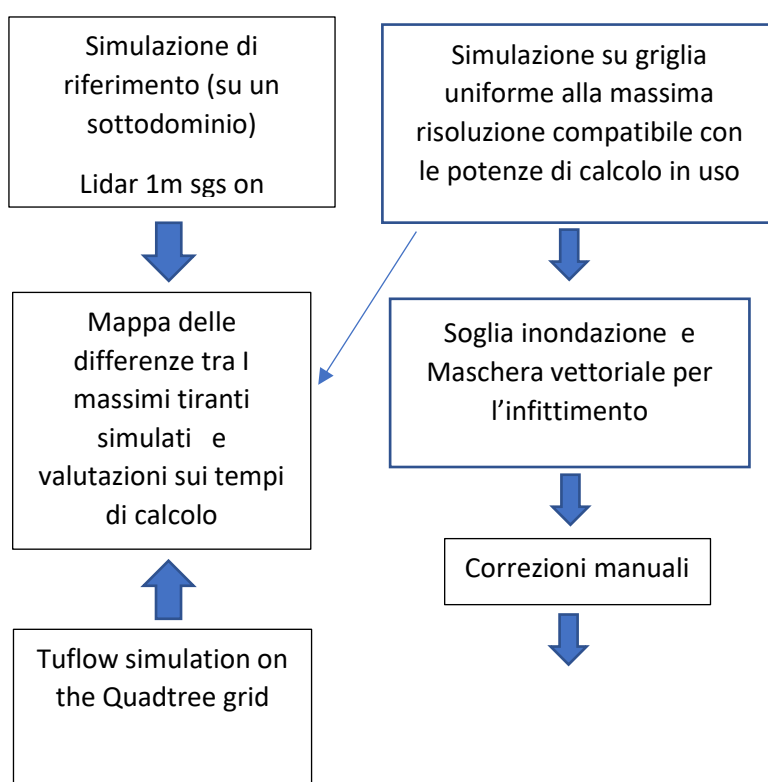 Simulazione di
riferimento (su un
sottodominio)
Lidar 1m sgs on
Simulazione su griglia
uniforme alla massima
risoluzione compatibile con
le potenze di calcolo in uso
Mappa delle
differenze tra I
massimi tiranti
simulati e
valutazioni sui tempi
di calcolo
Soglia inondazione e
Maschera vettoriale per
l’infittimento
Correzioni manuali
Tuflow simulation on
the Quadtree grid